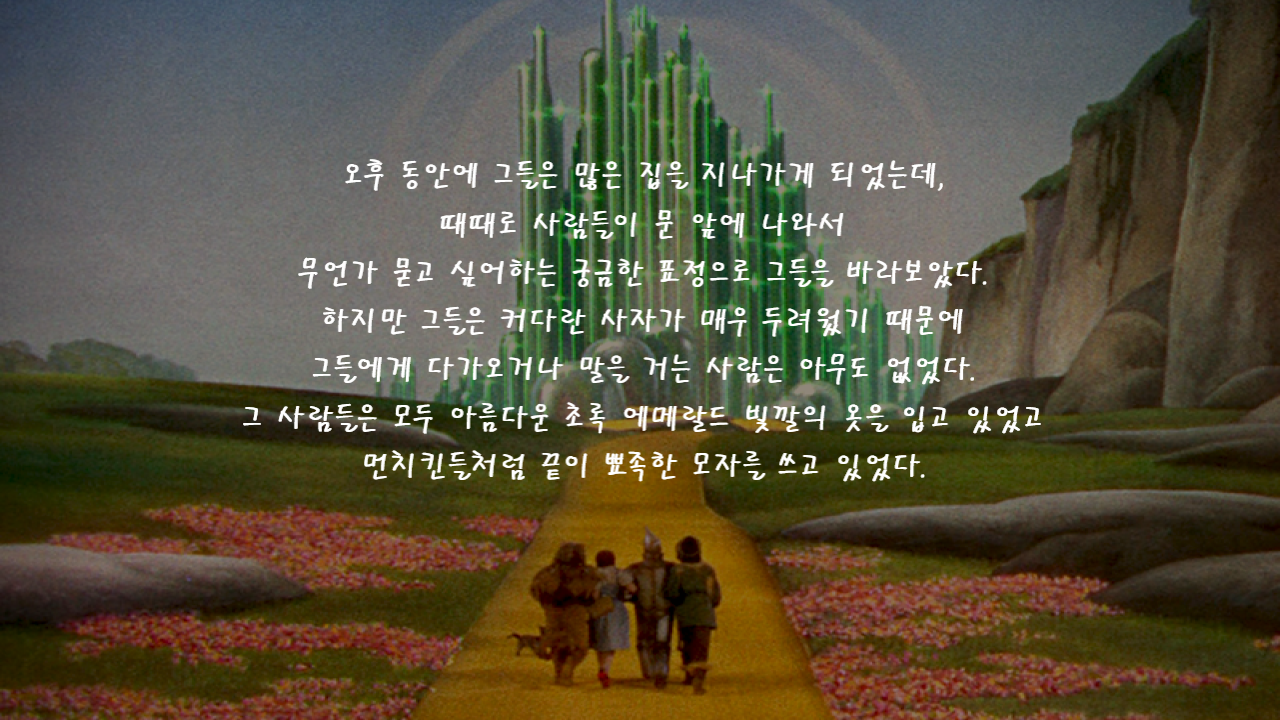 오후 동안에 그들은 많은 집을 지나가게 되었는데,
때때로 사람들이 문 앞에 나와서
무언가 묻고 싶어하는 궁금한 표정으로 그들을 바라보았다.
하지만 그들은 커다란 사자가 매우 두려웠기 때문에
그들에게 다가오거나 말을 거는 사람은 아무도 없었다.
그 사람들은 모두 아름다운 초록 에메랄드 빛깔의 옷을 입고 있었고
먼치킨들처럼 끝이 뾰족한 모자를 쓰고 있었다.